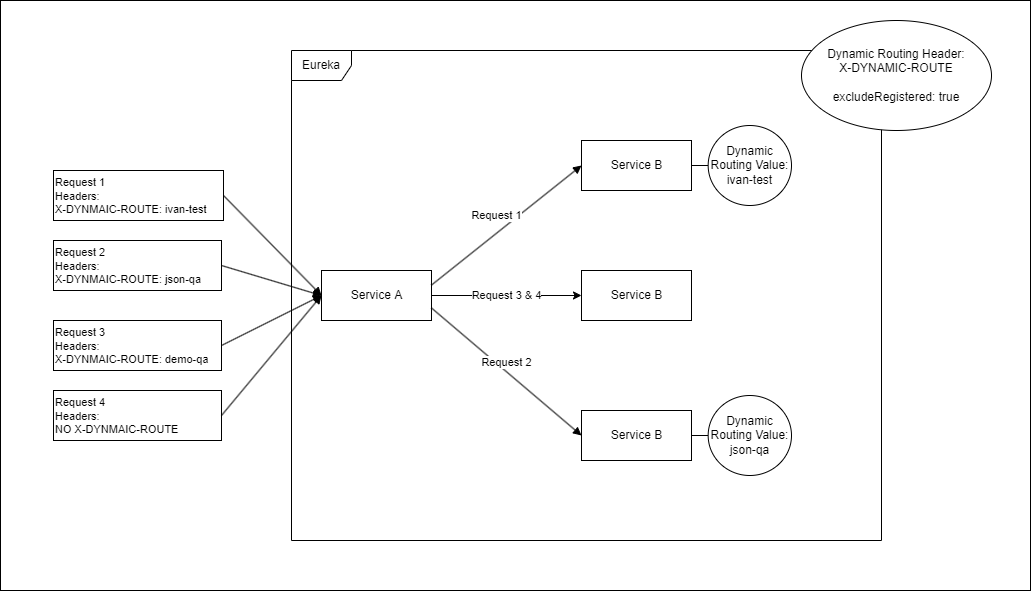 Dynamic Routing Header:
X-DYNAMIC-ROUTE
excludeRegistered: true
Eureka
Request 1
Headers:
X-DYNMAIC-ROUTE: ivan-test
Request 2
Headers:
X-DYNMAIC-ROUTE: json-qa
Request 3
Headers:
X-DYNMAIC-ROUTE: demo-qa
Request 4
Headers:
NO X-DYNMAIC-ROUTE
Service A
Request 1
Request 3 & 4
Request 2
Service B
Dynamic
Routing Value:
ivan-test
Service B
Service B
Dynamic
Routing Value:
json-qa